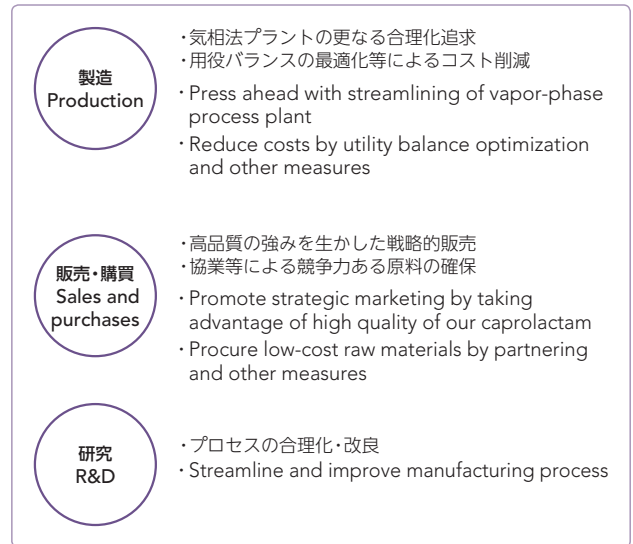 製造
Production
・気相法プラントの更なる合理化追求
・用役バランスの最適化等によるコスト削減
・Press ahead with streamlining of vapor-phase
process plant
・Reduce costs by utility balance optimization
and other measures
販売・購買
Sales and
purchases
・高品質の強みを生かした戦略的販売
・協業等による競争力ある原料の確保
・Promote strategic marketing by taking
advantage of high quality of our caprolactam
・Procure low-cost raw materials by partnering
and other measures
研究
R&D
・プロセスの合理化・改良
・Streamline and improve manufacturing process